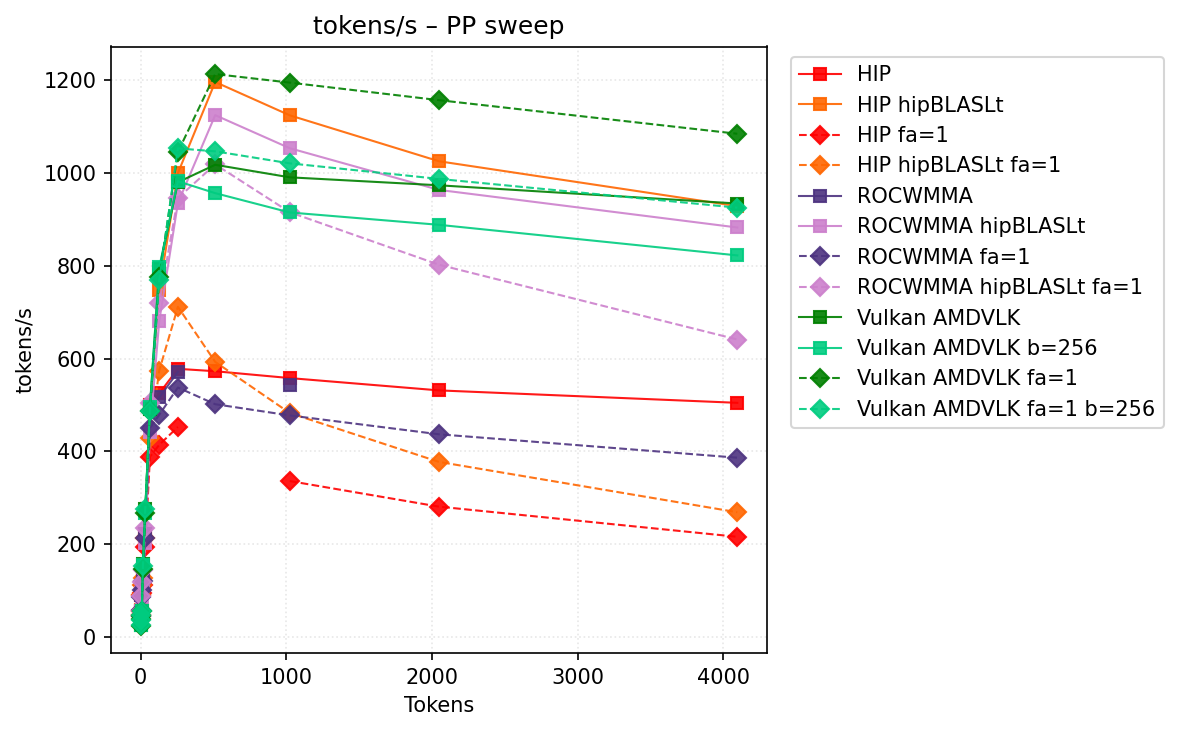 tokens/s – PP sweep
1200
1000
800
600
400
200
0
tokens/s
0
1000
2000
3000
4000
Tokens
HIP
HIP hipBLASLt
HIP fa=1
HIP hipBLASLt fa=1
ROCWMMA
ROCWMMA hipBLASLt
ROCWMMA fa=1
ROCWMMA hipBLASLt fa=1
Vulkan AMDVLK
Vulkan AMDVLK b=256
Vulkan AMDVLK fa=1
Vulkan AMDVLK fa=1 b=256